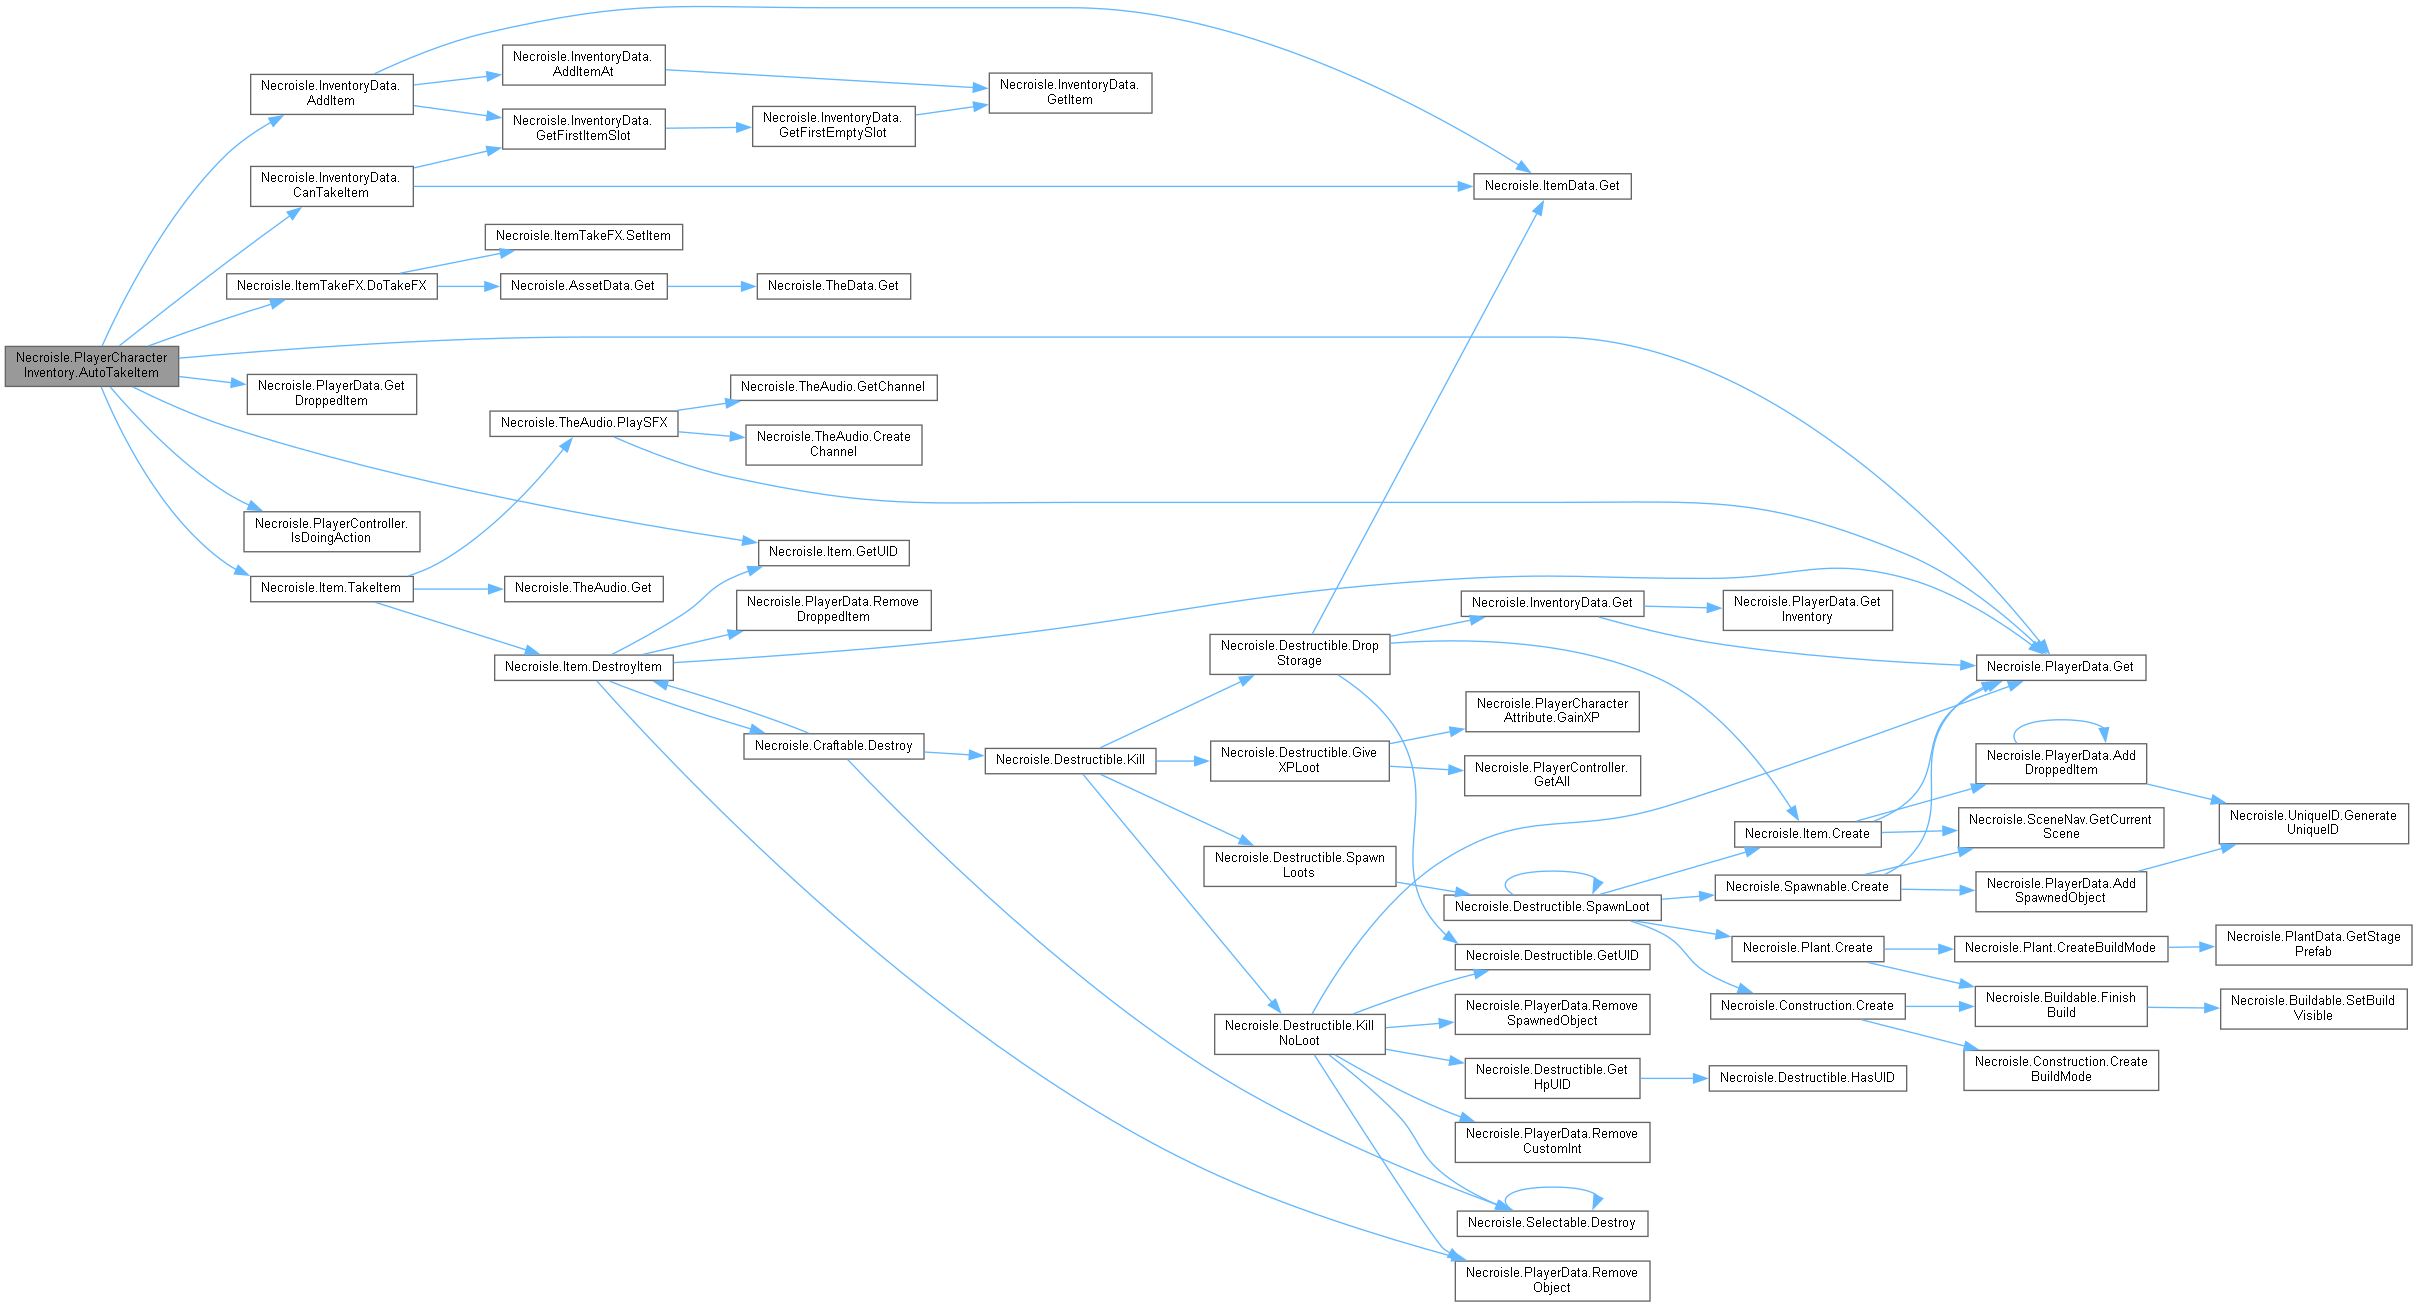 Necroisle.PlayerCharacter
Inventory.AutoTakeItem
Necroisle.InventoryData.
AddItem
Necroisle.InventoryData.
CanTakeItem
Necroisle.ItemTakeFX.DoTakeFX
Necroisle.PlayerData.Get
DroppedItem
Necroisle.PlayerController.
IsDoingAction
Necroisle.Item.TakeItem
Necroisle.InventoryData.
AddItemAt
Necroisle.InventoryData.
GetFirstItemSlot
Necroisle.ItemTakeFX.SetItem
Necroisle.AssetData.Get
Necroisle.TheAudio.PlaySFX
Necroisle.TheAudio.Get
Necroisle.Item.DestroyItem
Necroisle.InventoryData.
GetFirstEmptySlot
Necroisle.TheData.Get
Necroisle.TheAudio.GetChannel
Necroisle.TheAudio.Create
Channel
Necroisle.Item.GetUID
Necroisle.PlayerData.Remove
DroppedItem
Necroisle.Craftable.Destroy
Necroisle.InventoryData.
GetItem
Necroisle.Destructible.Kill
Necroisle.Destructible.Drop
Storage
Necroisle.Destructible.Give
XPLoot
Necroisle.Destructible.Spawn
Loots
Necroisle.Destructible.Kill
NoLoot
Necroisle.ItemData.Get
Necroisle.InventoryData.Get
Necroisle.PlayerCharacter
Attribute.GainXP
Necroisle.PlayerController.
GetAll
Necroisle.Destructible.SpawnLoot
Necroisle.Destructible.GetUID
Necroisle.PlayerData.Remove
SpawnedObject
Necroisle.Destructible.Get
HpUID
Necroisle.PlayerData.Remove
CustomInt
Necroisle.Selectable.Destroy
Necroisle.PlayerData.Remove
Object
Necroisle.PlayerData.Get
Inventory
Necroisle.Item.Create
Necroisle.Spawnable.Create
Necroisle.Plant.Create
Necroisle.Construction.Create
Necroisle.Destructible.HasUID
Necroisle.PlayerData.Get
Necroisle.PlayerData.Add
DroppedItem
Necroisle.SceneNav.GetCurrent
Scene
Necroisle.PlayerData.Add
SpawnedObject
Necroisle.Plant.CreateBuildMode
Necroisle.Buildable.Finish
Build
Necroisle.Construction.Create
BuildMode
Necroisle.UniqueID.Generate
UniqueID
Necroisle.PlantData.GetStage
Prefab
Necroisle.Buildable.SetBuild
Visible